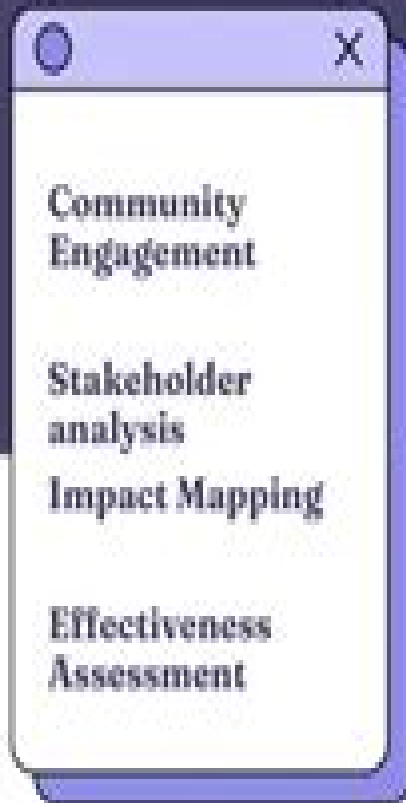 X
Community
Engagement
Stakeholder
analysis
Impact Mapping
Effectiveness
Assessment